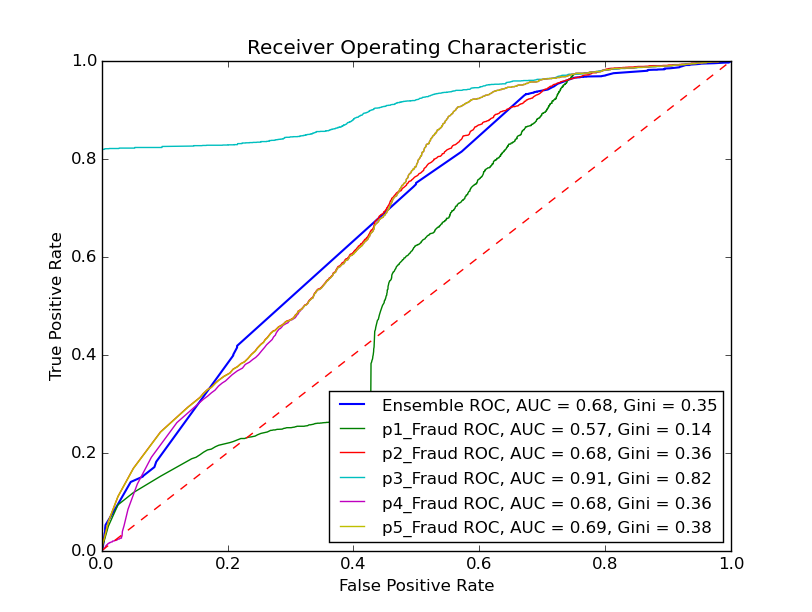 Receiver Operating Characteristic
1.0
0.8
0.6
0.4
0.2
0.0
True Positive Rate
Ensemble ROC, AUC = 0.68, Gini = 0.35
p1_Fraud ROC, AUC = 0.57, Gini = 0.14
p2_Fraud ROC, AUC = 0.68, Gini = 0.36
p3_Fraud ROC, AUC = 0.91, Gini = 0.82
p4_Fraud ROC, AUC = 0.68, Gini = 0.36
p5_Fraud ROC, AUC = 0.69, Gini = 0.38
0.0 0.2 0.4 0.6 0.8 1.0
False Positive Rate